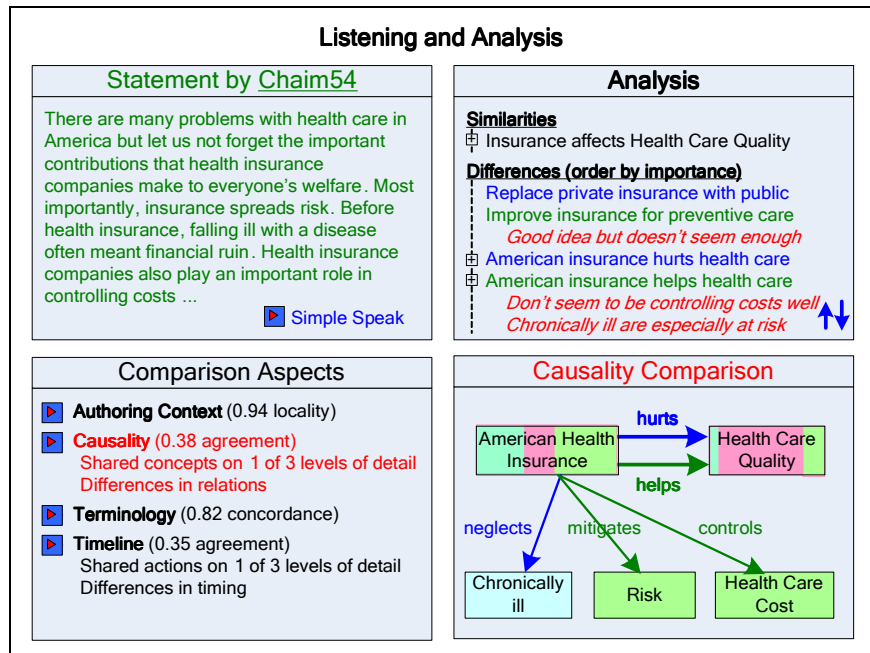 Listening and Analysis
Statement by Chaim54
There are many problems with health care in
America but let us not forget the important
contributions that health insurance
companies make to everyone's welfare. Most
importantly, insurance spreads risk. Before
health insurance, falling ill with a disease
often meant financial ruin. Health insurance
companies also play an important role in
controlling costs ...
Simple Speak
Analysis
Similarities
Insurance affects Health Care Quality
Differences (order by importance)
Replace private insurance with public
Improve insurance for preventive care
Good idea but doesn't seem enough
American insurance hurts health care
American insurance helps health care
Don't seem to be controlling costs well
Chronically ill are especially at risk
Comparison Aspects
Authoring Context (0.94 locality)
Causality (0.38 agreement)
Shared concepts on 1 of 3 levels of detail
Differences in relations
Terminology (0.82 concordance)
Timeline (0.35 agreement)
Shared actions on 1 of 3 levels of detail
Differences in timing
Causality Comparison
American Health
Insurance
hurts
helps
Health Care
Quality
neglects
mitigates
controls
Chronically
ill
Risk
Health Care
Cost